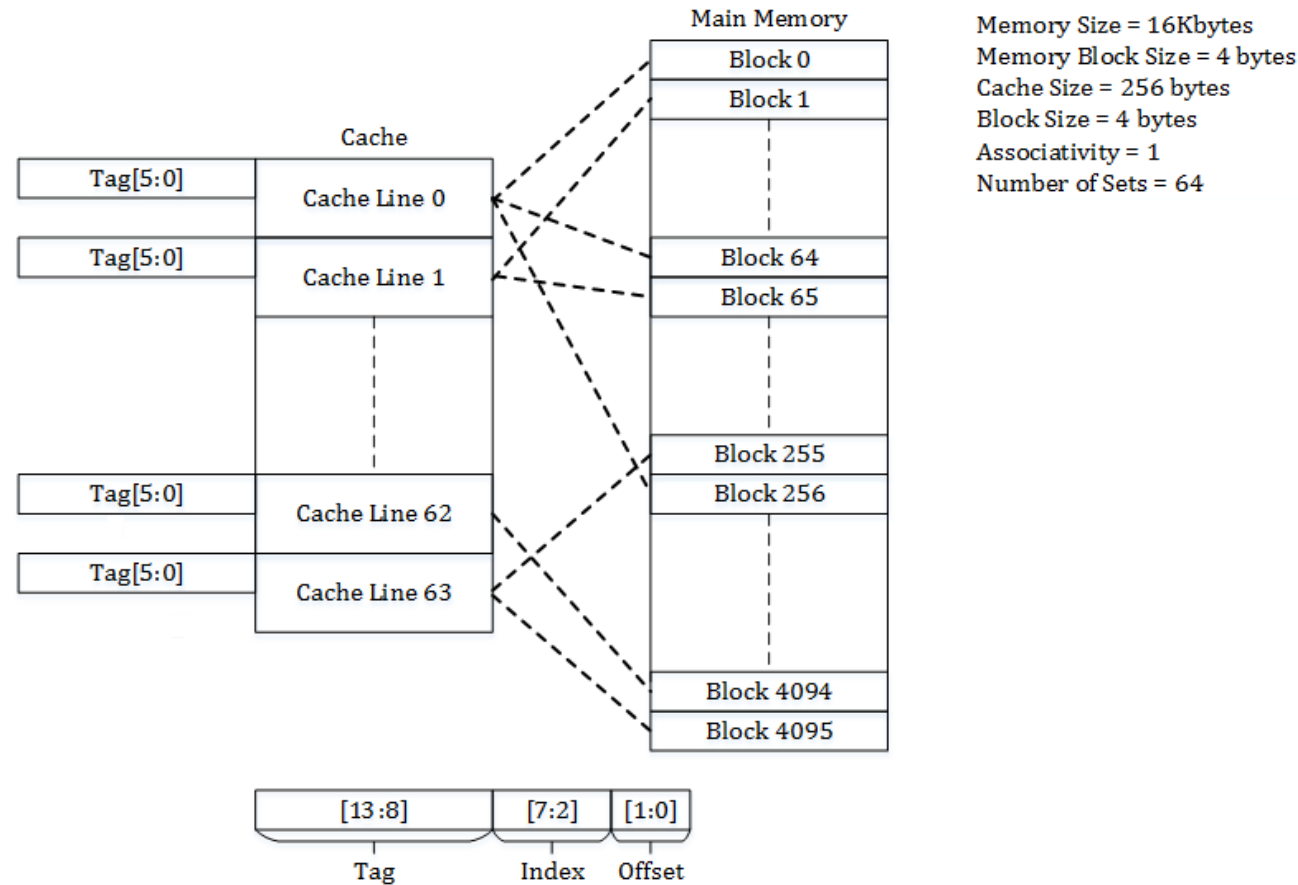 Main Memory
Memory Size = 16Kbytes
Memory Block Size = 4 bytes
Cache Size = 256 bytes
Block Size = 4 bytes
Associativity = 1
Number of Sets = 64
Block 0
Block 1
Cache
Tag[5:0]
Cache Line 0
Tag[5:0]
Cache Line 1
Block 64
Block 65
Block 255
Block 256
Tag[5:0]
Cache Line 62
Tag[5:0]
Cache Line 63
Block 4094
Block 4095
[13:8]
[7:2]
[1:0]
Tag
Index
Offset